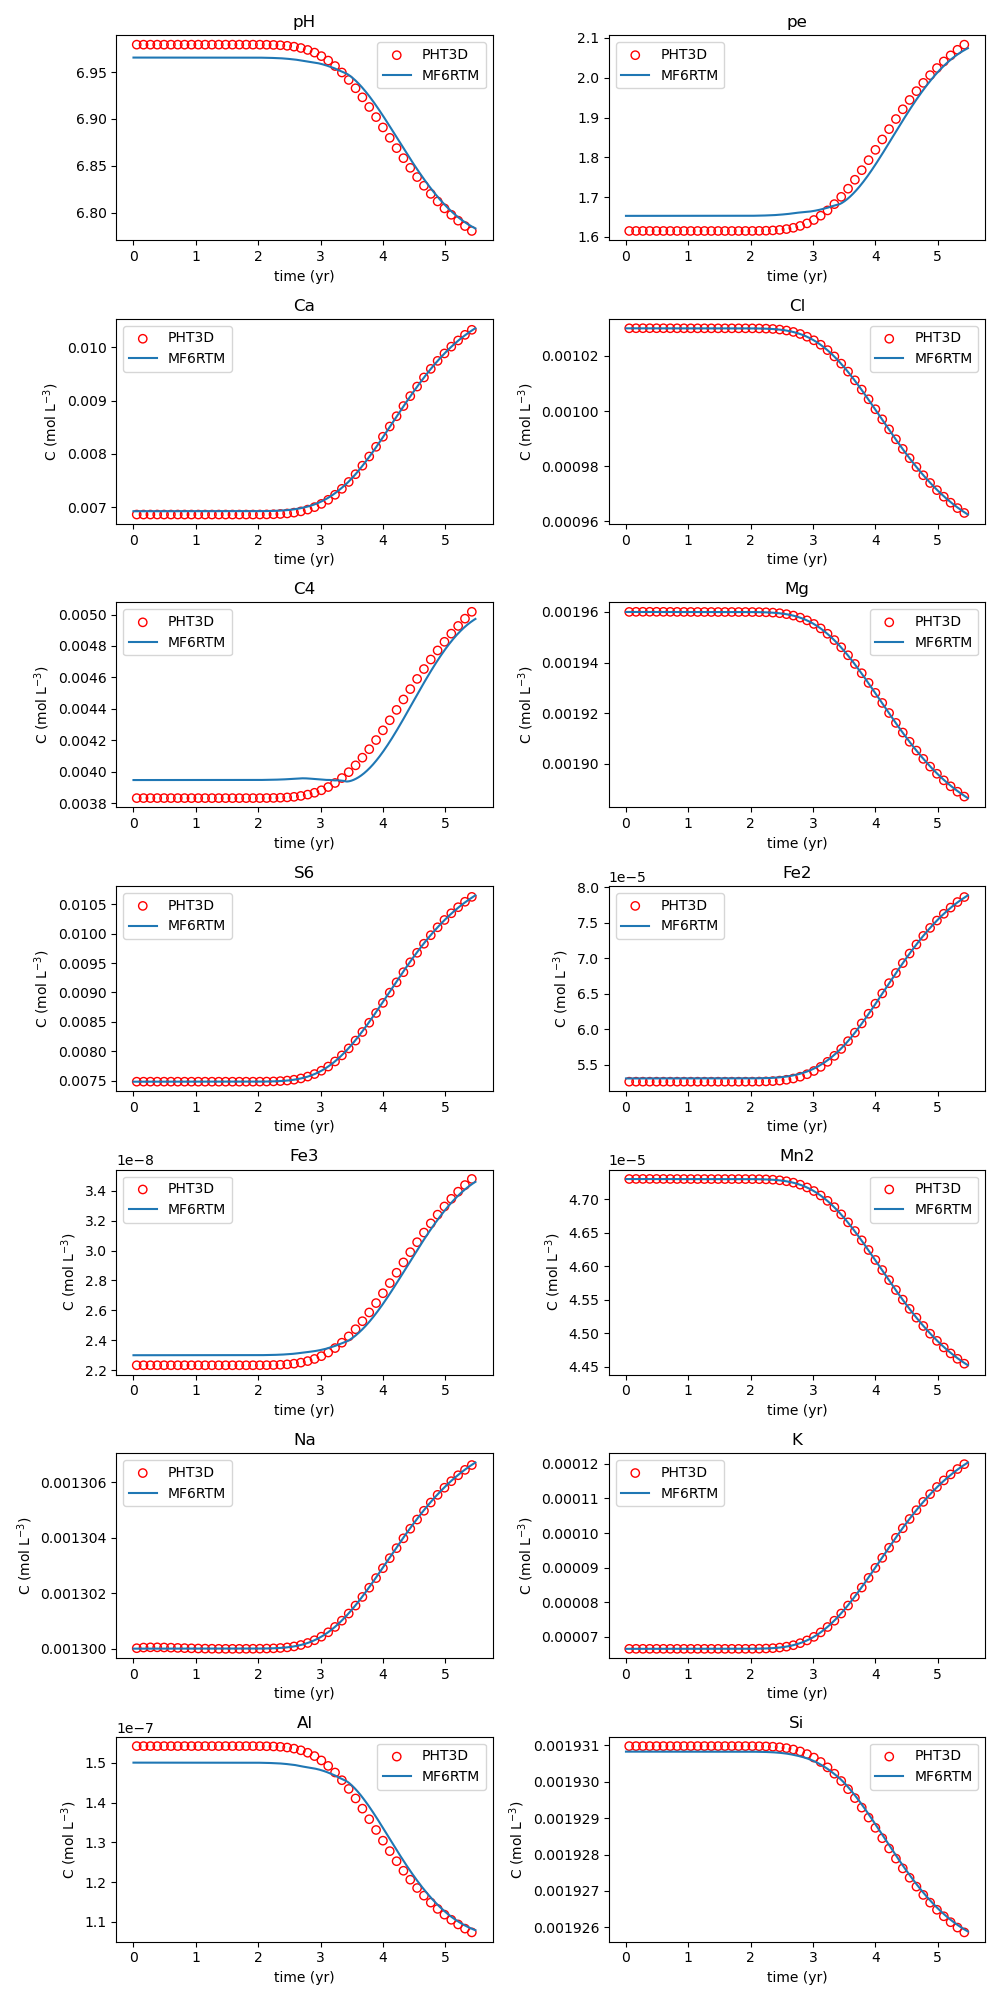 pH
6.95
6.90
6.85
6.80
PHT3D
MF6RTM
0 1 2 3 4 5
time (yr)
pe
2.1
2.0
1.9
1.8
1.7
1.6
PHT3D
MF6RTM
0 1 2 3 4 5
time (yr)
Ca
C (mol L⁻³)
0.010
0.009
0.008
0.007
PHT3D
MF6RTM
0 1 2 3 4 5
time (yr)
Cl
C (mol L⁻³)
0.00102
0.00100
0.00098
0.00096
PHT3D
MF6RTM
0 1 2 3 4 5
time (yr)
C4
C (mol L⁻³)
0.0050
0.0048
0.0046
0.0044
0.0042
0.0040
0.0038
PHT3D
MF6RTM
0 1 2 3 4 5
time (yr)
Mg
C (mol L⁻³)
0.00196
0.00194
0.00192
0.00190
PHT3D
MF6RTM
0 1 2 3 4 5
time (yr)
S6
C (mol L⁻³)
0.0105
0.0100
0.0095
0.0090
0.0085
0.0080
0.0075
PHT3D
MF6RTM
0 1 2 3 4 5
time (yr)
Fe2
1e−5
C (mol L⁻³)
8.0
7.5
7.0
6.5
6.0
5.5
PHT3D
MF6RTM
0 1 2 3 4 5
time (yr)
Fe3
1e−8
C (mol L⁻³)
3.4
3.2
3.0
2.8
2.6
2.4
2.2
PHT3D
MF6RTM
0 1 2 3 4 5
time (yr)
Mn2
1e−5
C (mol L⁻³)
4.70
4.65
4.60
4.55
4.50
4.45
PHT3D
MF6RTM
0 1 2 3 4 5
time (yr)
Na
C (mol L⁻³)
0.001306
0.001304
0.001302
0.001300
PHT3D
MF6RTM
0 1 2 3 4 5
time (yr)
K
C (mol L⁻³)
0.00012
0.00011
0.00010
0.00009
0.00008
0.00007
PHT3D
MF6RTM
0 1 2 3 4 5
time (yr)
Al
1e−7
C (mol L⁻³)
1.5
1.4
1.3
1.2
1.1
PHT3D
MF6RTM
0 1 2 3 4 5
time (yr)
Si
C (mol L⁻³)
0.001931
0.001930
0.001929
0.001928
0.001927
0.001926
PHT3D
MF6RTM
0 1 2 3 4 5
time (yr)